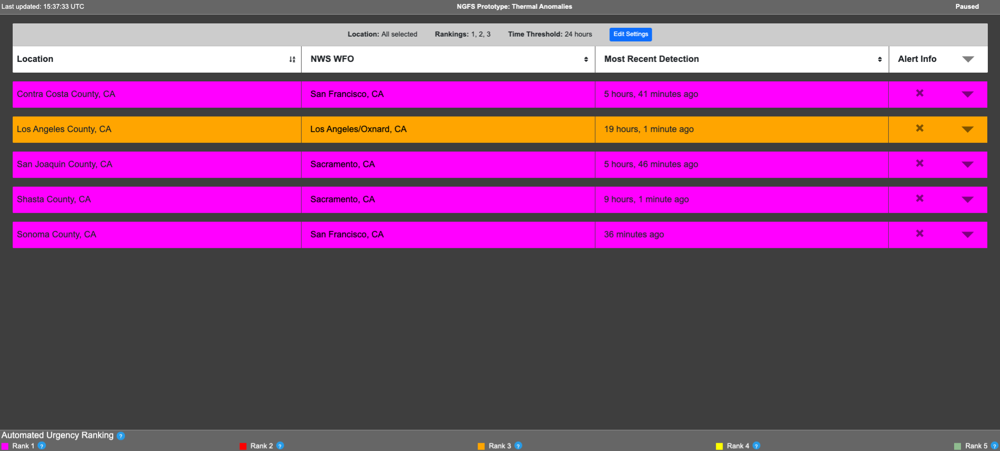 Last updated: 15:37:33 UTC NGFS Prototype: Thermal Anomalies Paused
Location: All selected Rankings: 1, 2, 3 Time Threshold: 24 hours Edit Settings
Location NWS WFO Most Recent Detection Alert Info
Contra Costa County, CA San Francisco, CA 5 hours, 41 minutes ago
Los Angeles County, CA Los Angeles/Oxnard, CA 19 hours, 1 minute ago
San Joaquin County, CA Sacramento, CA 5 hours, 46 minutes ago
Shasta County, CA Sacramento, CA 9 hours, 1 minute ago
Sonoma County, CA San Francisco, CA 36 minutes ago
Automated Urgency Ranking ?
Rank 1 ? Rank 2 ? Rank 3 ? Rank 4 ? Rank 5 ?